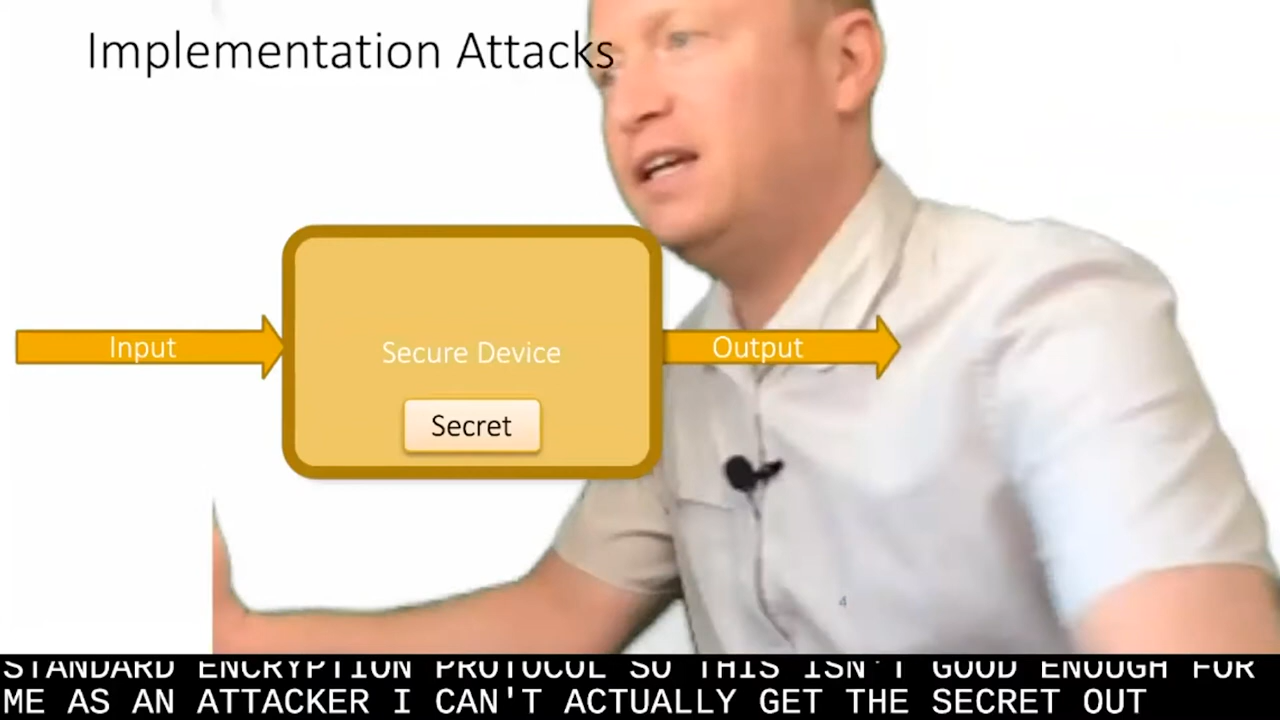 Implementation Attacks
Input
Secure Device
Output
Secret
4
STANDARD ENCRYPTION PROTOCOL SO THIS ISN'T GOOD ENOUGH FOR
ME AS AN ATTACKER I CAN'T ACTUALLY GET THE SECRET OUT